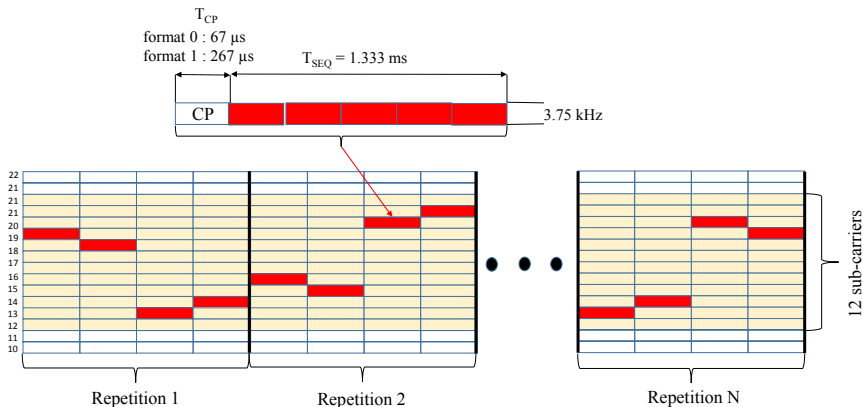 T_CP
format 0 : 67 µs
format 1 : 267 µs
T_SEQ = 1.333 ms
CP
3.75 kHz
22
21
21
21
20
19
18
17
16
15
14
13
12
11
10
12 sub-carriers
Repetition 1
Repetition 2
Repetition N